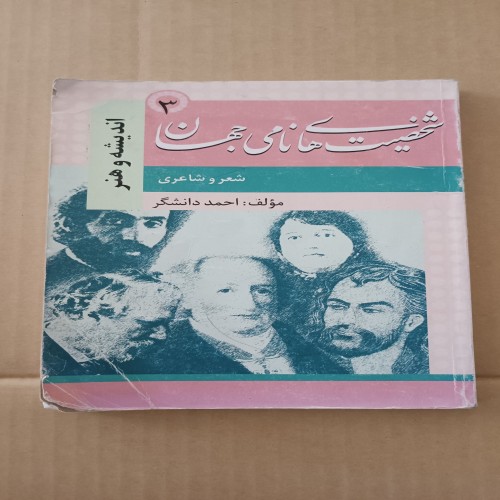 ۳
شخصیت‌های نامی جهان
اندیشه و هنر
شعر و شاعری
مؤلف: احمد دانشگر